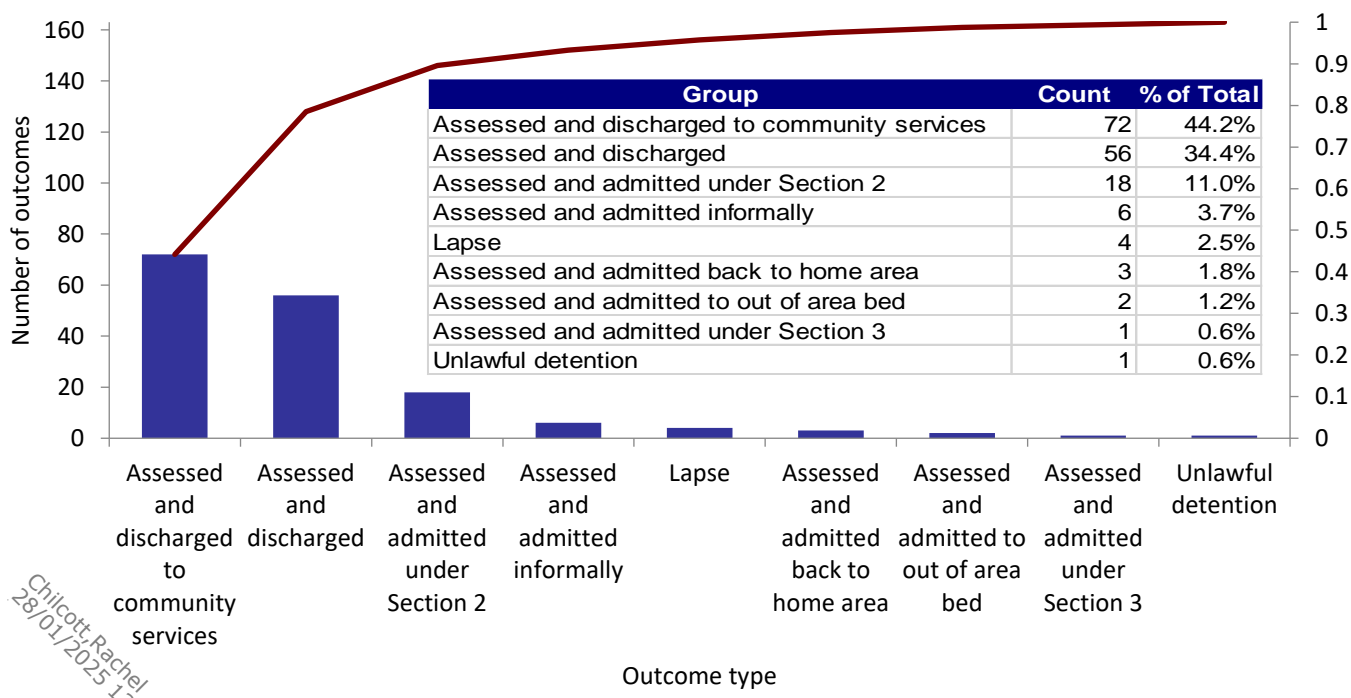 160
140
120
100
80
60
40
20
0
Number of outcomes
1
0.9
0.8
0.7
0.6
0.5
0.4
0.3
0.2
0.1
0
Group Count % of Total
Assessed and discharged to community services 72 44.2%
Assessed and discharged 56 34.4%
Assessed and admitted under Section 2 18 11.0%
Assessed and admitted informally 6 3.7%
Lapse 4 2.5%
Assessed and admitted back to home area 3 1.8%
Assessed and admitted to out of area bed 2 1.2%
Assessed and admitted under Section 3 1 0.6%
Unlawful detention 1 0.6%
Assessed
and
discharged
to
community
services
Assessed
and
discharged
Assessed
and
admitted
under
Section 2
Assessed
and
admitted
informally
Lapse
Assessed
and
admitted
back to
home area
Assessed
and
admitted to
out of area
bed
Assessed
and
admitted
under
Section 3
Unlawful
detention
Outcome type
Chilcott,Rachel
28/01/2025